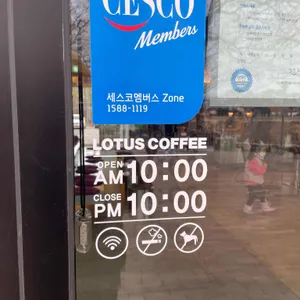 CESCO
Members
세스코멤버스 Zone
1588-1119
LOTUS COFFEE
OPEN
AM 10:00
CLOSE
PM 10:00